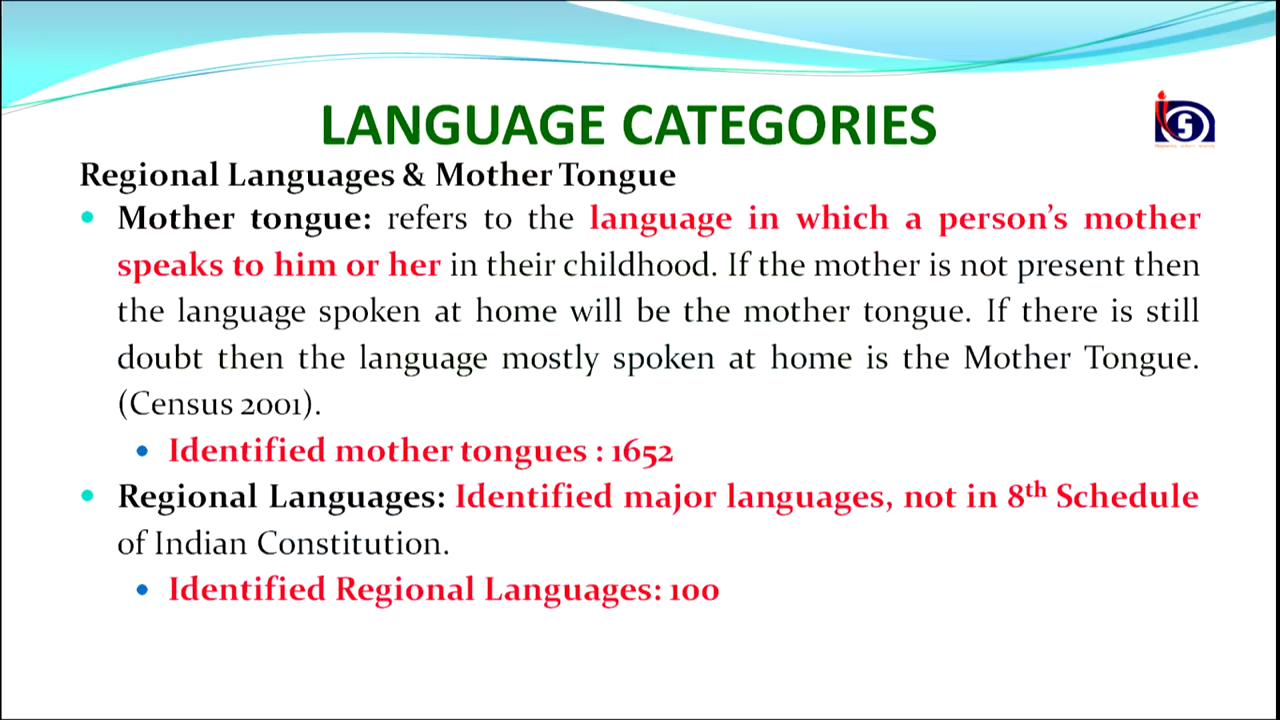 LANGUAGE CATEGORIES
Regional Languages & Mother Tongue
• Mother tongue: refers to the language in which a person's mother
speaks to him or her in their childhood. If the mother is not present then
the language spoken at home will be the mother tongue. If there is still
doubt then the language mostly spoken at home is the Mother Tongue.
(Census 2001).
• Identified mother tongues : 1652
• Regional Languages: Identified major languages, not in 8th Schedule
of Indian Constitution.
• Identified Regional Languages: 100